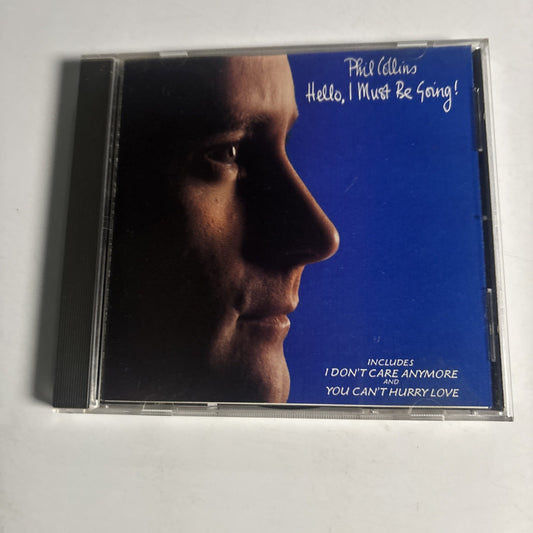 Phil Collins
Hello, I Must Be Going!
INCLUDES
I DON'T CARE ANYMORE
AND
YOU CAN'T HURRY LOVE